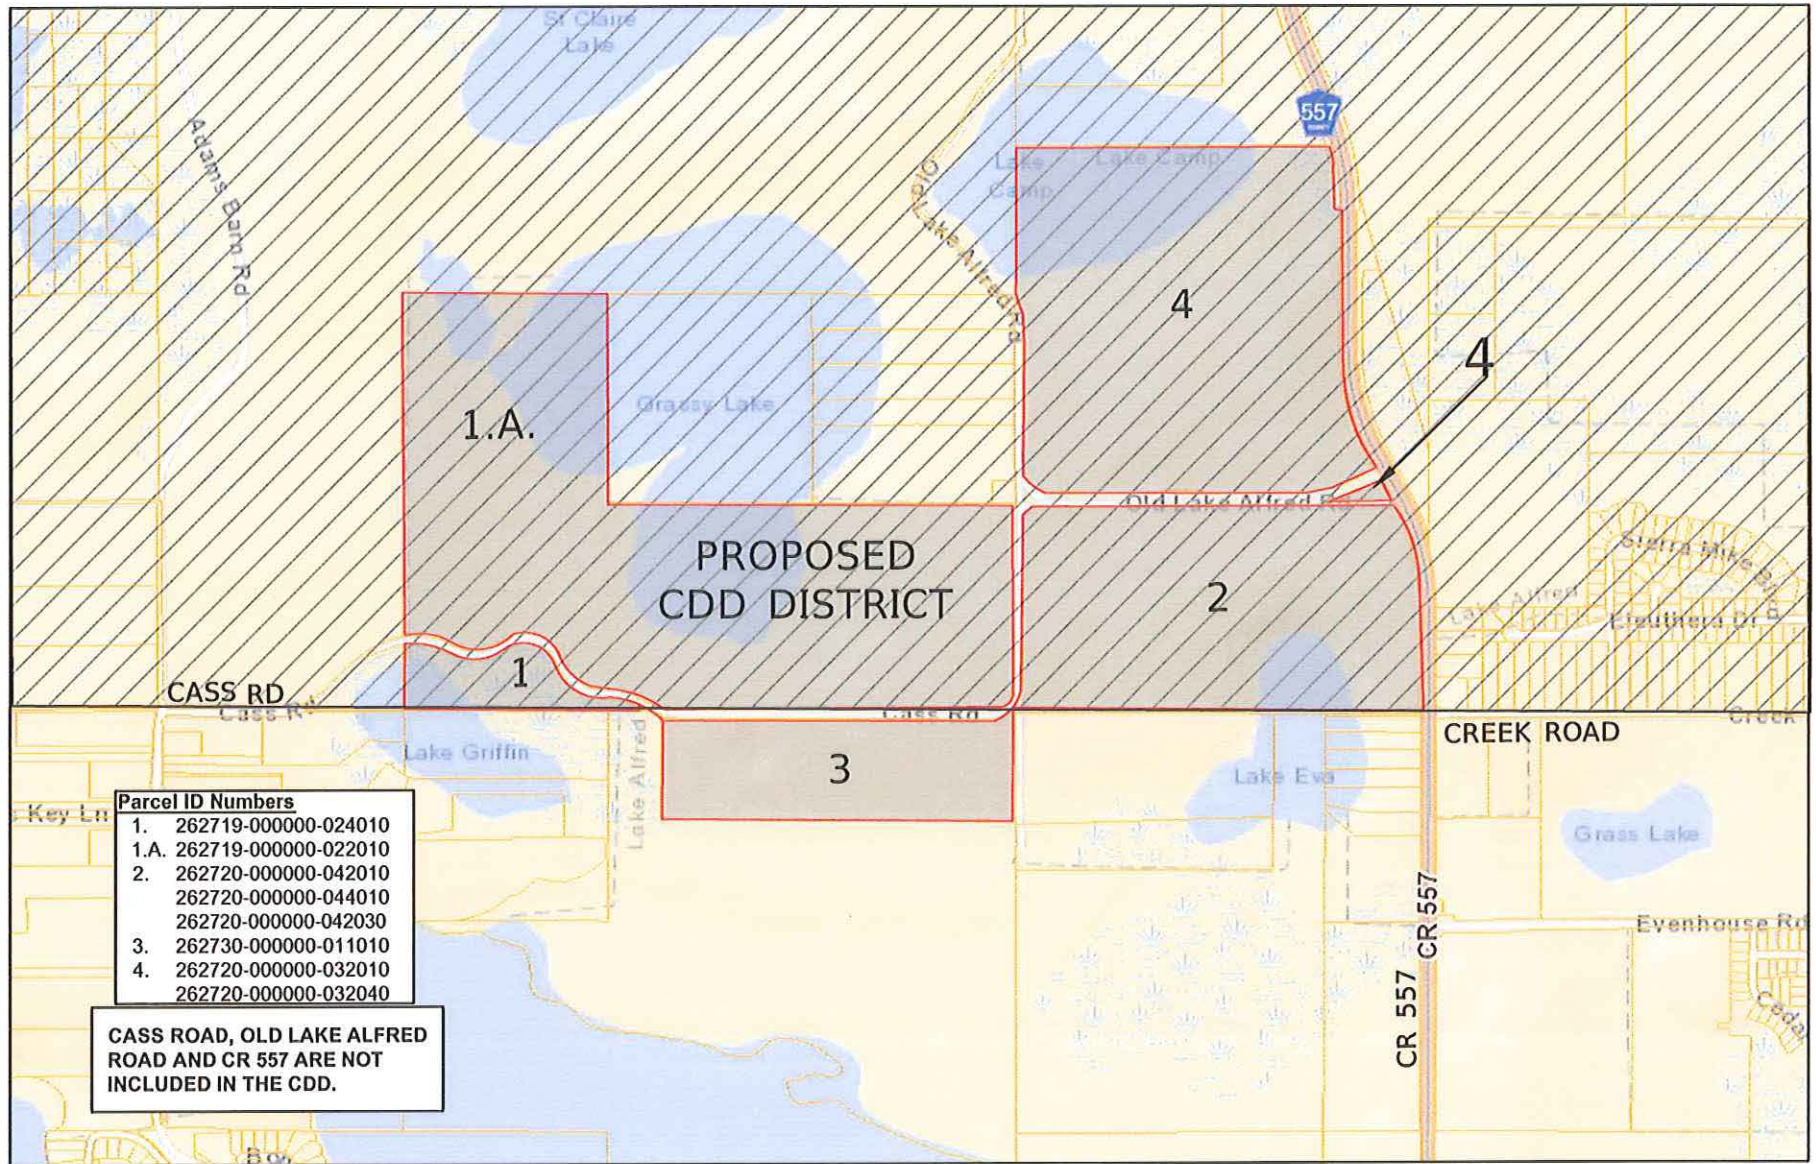 St Claire
Lake
557
Adams Barn Rd
Lake
Camp
Lake Camp
Old Lake Alfred Rd
4
4
Grassy Lake
1.A.
Old Lake Alfred Rd
PROPOSED
CDD DISTRICT
2
Sierra Mike Blvd
Lake Alfred
Eleuthera Dr
1
CASS RD
Cass Rd
Cass Rd
Creek
CREEK ROAD
Lake Griffin
Lake Alfred
3
Lake Eva
Grass Lake
Key Ln
Parcel ID Numbers
1. 262719-000000-024010
1.A. 262719-000000-022010
2. 262720-000000-042010
262720-000000-044010
262720-000000-042030
3. 262730-000000-011010
4. 262720-000000-032010
262720-000000-032040
CR 557
CR 557
Evenhouse Rd
CASS ROAD, OLD LAKE ALFRED
ROAD AND CR 557 ARE NOT
INCLUDED IN THE CDD.